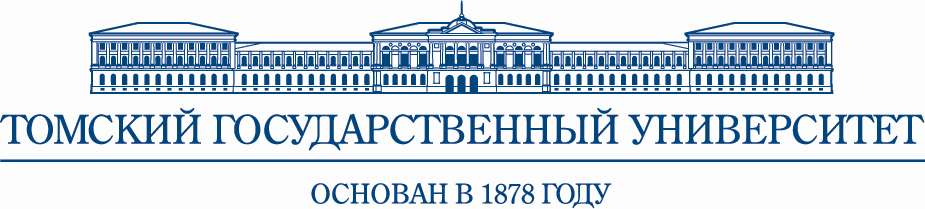 ТОМСКИЙ ГОСУДАРСТВЕННЫЙ УНИВЕРСИТЕТ
ОСНОВАН В 1878 ГОДУ